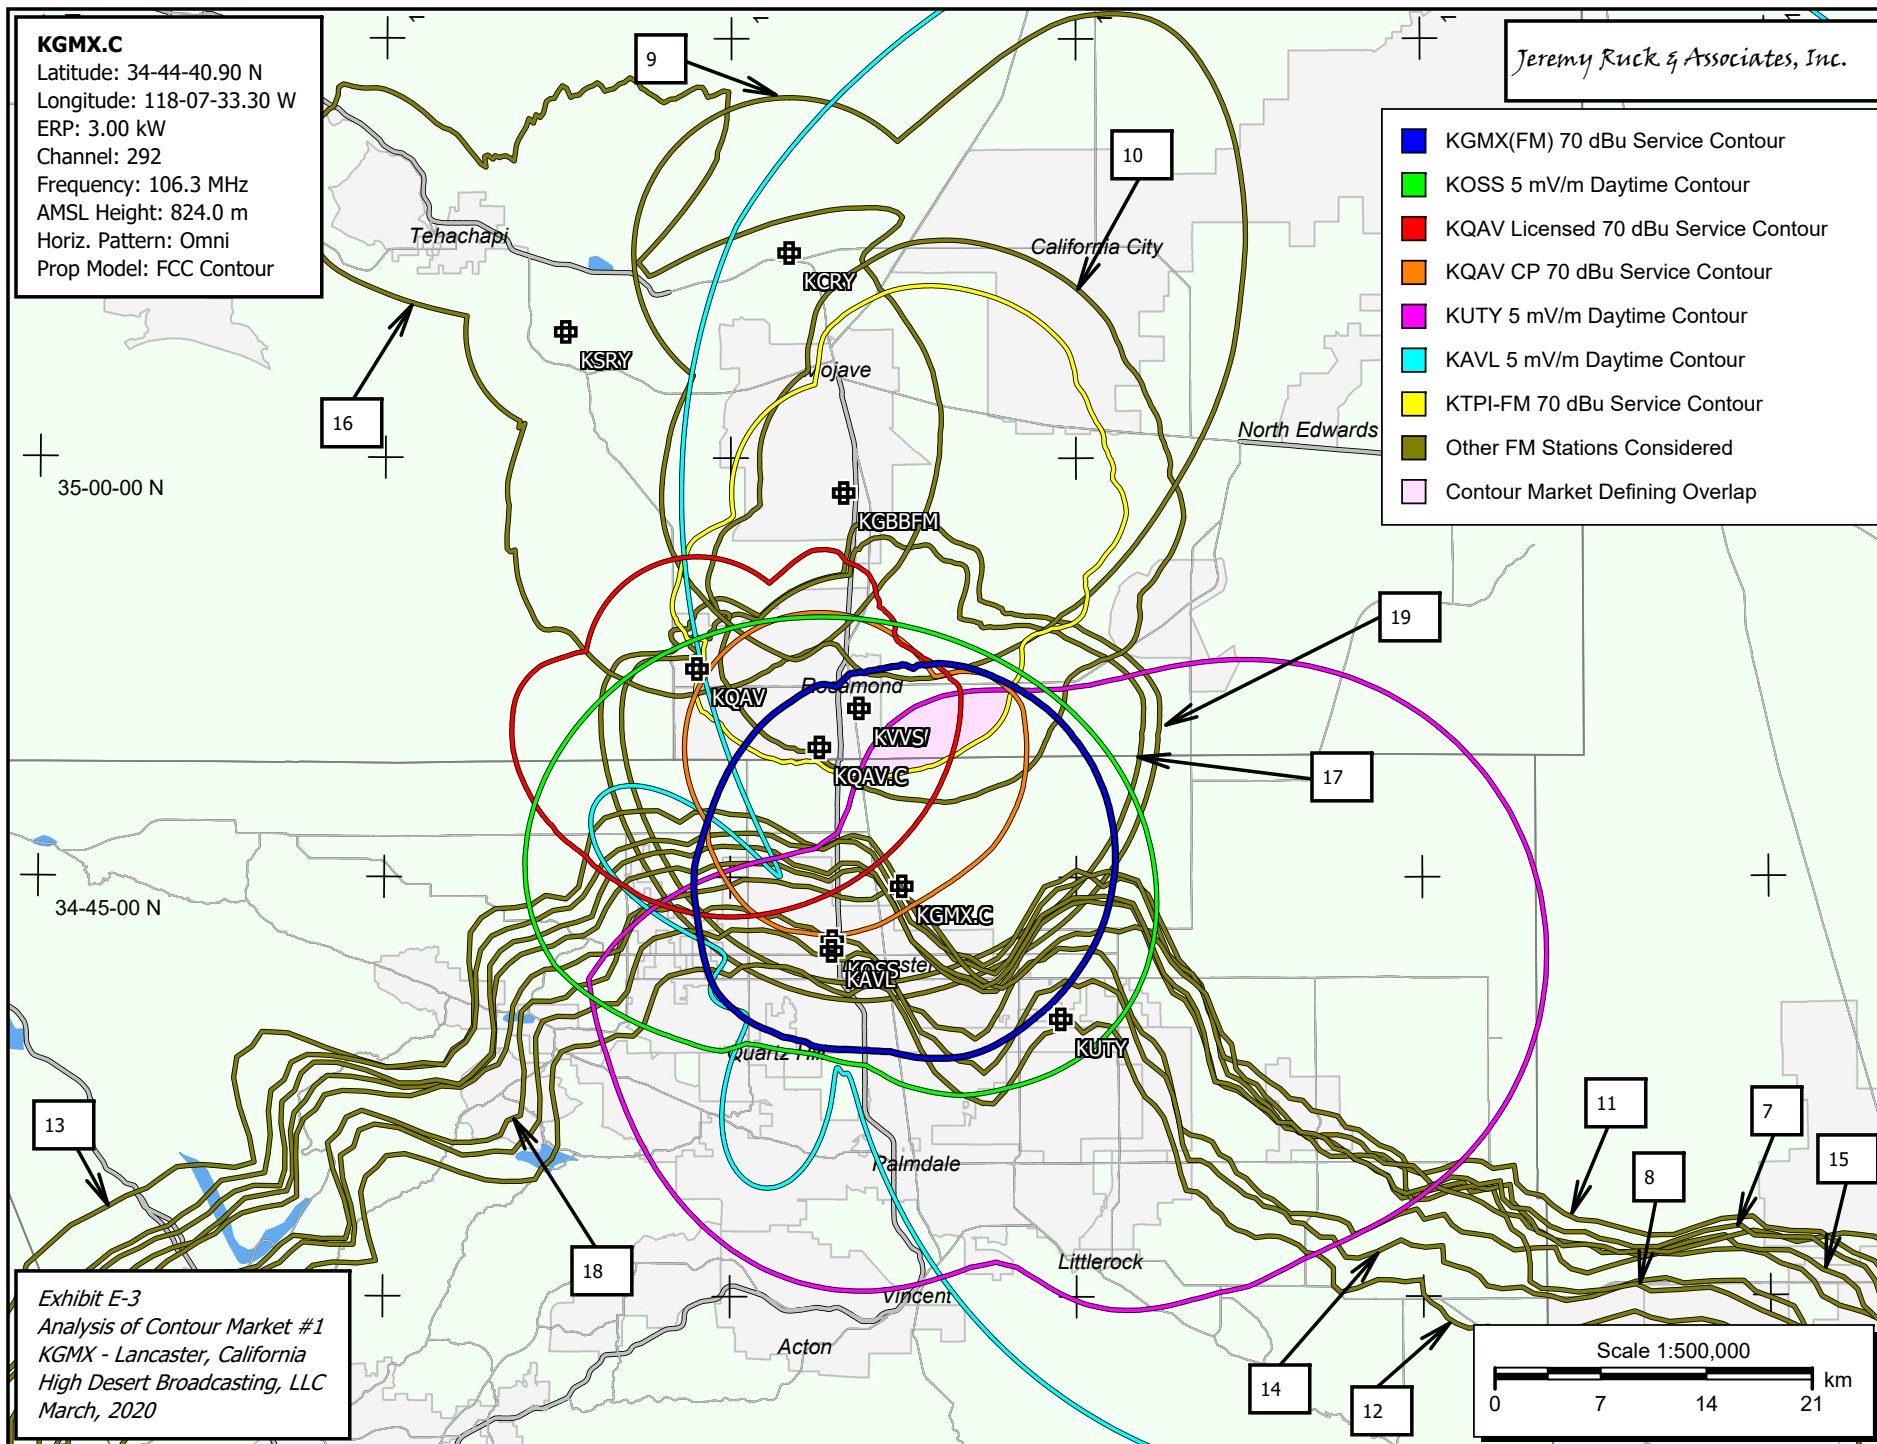 KGMX.C
Latitude: 34-44-40.90 N
Longitude: 118-07-33.30 W
ERP: 3.00 kW
Channel: 292
Frequency: 106.3 MHz
AMSL Height: 824.0 m
Horiz. Pattern: Omni
Prop Model: FCC Contour
Jeremy Ruck & Associates, Inc.
KGMX(FM) 70 dBu Service Contour
KOSS 5 mV/m Daytime Contour
KQAV Licensed 70 dBu Service Contour
KQAV CP 70 dBu Service Contour
KUTY 5 mV/m Daytime Contour
KAVL 5 mV/m Daytime Contour
KTPI-FM 70 dBu Service Contour
Other FM Stations Considered
Contour Market Defining Overlap
9
10
Tehachapi
California City
KCRY
KSRY
Mojave
16
North Edwards
35-00-00 N
KGBBFM
19
KQAV
Rosamond
KVVS/
KQAV.C
17
34-45-00 N
KGMX.C
KOSS
KAVL
KUTY
Quartz Hill
13
11
7
15
8
Palmdale
18
Littlerock
Vincent
Acton
14
12
Exhibit E-3
Analysis of Contour Market #1
KGMX - Lancaster, California
High Desert Broadcasting, LLC
March, 2020
Scale 1:500,000
km
0 7 14 21